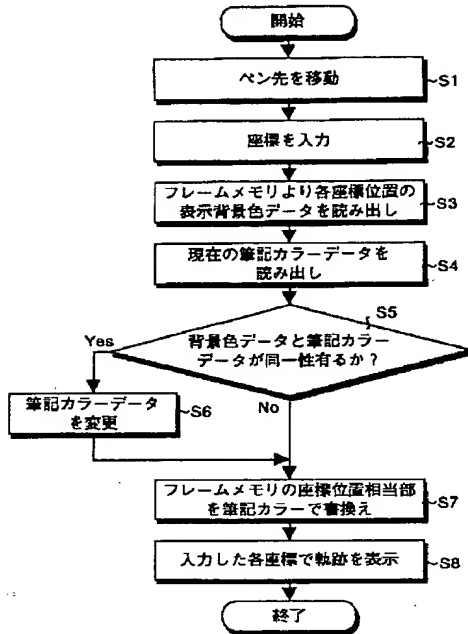 開始
ペン先を移動
S1
座標を入力
S2
フレームメモリより各座標位置の
表示背景色データを読み出し
S3
現在の筆記カラーデータを
読み出し
S4
S5
背景色データと筆記カラー
データが同一性有るか？
Yes
No
筆記カラーデータ
を変更
S6
フレームメモリの座標位置相当部
を筆記カラーで書換え
S7
入力した各座標で軌跡を表示
S8
終了